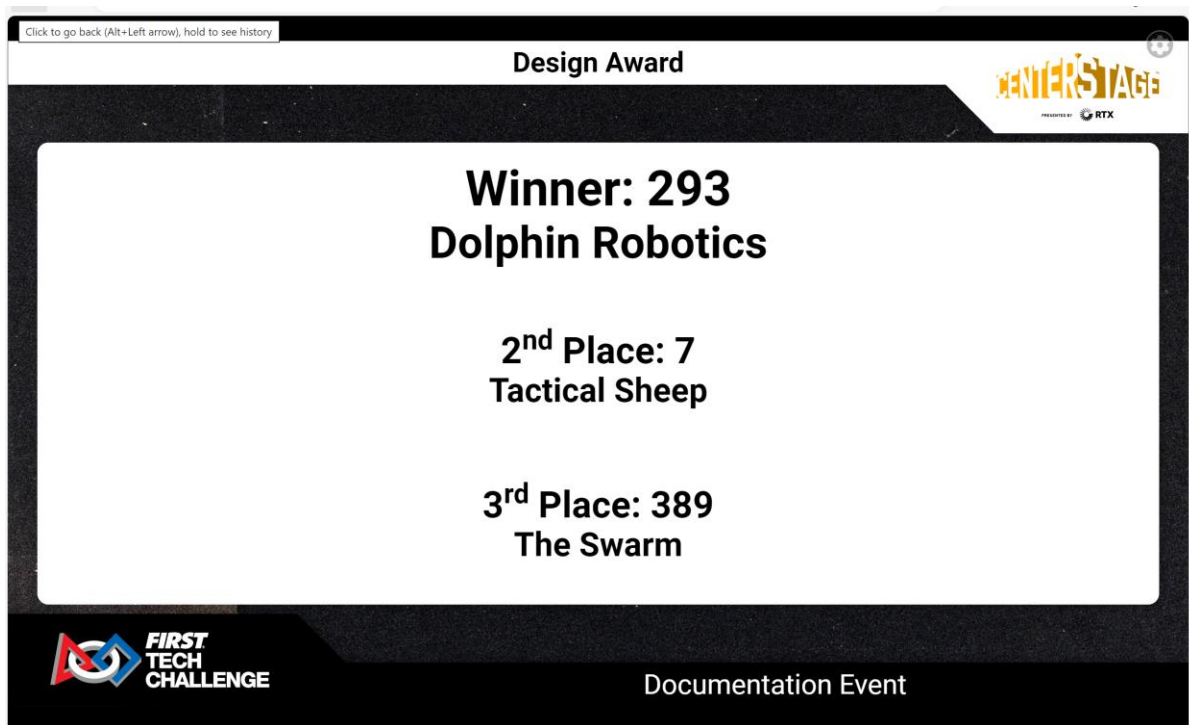 Click to go back (Alt+Left arrow), hold to see history
Design Award
CENTERSTAGE
PRESENTED BY RTX
Winner: 293
Dolphin Robotics
2nd Place: 7
Tactical Sheep
3rd Place: 389
The Swarm
FIRST
TECH
CHALLENGE
Documentation Event